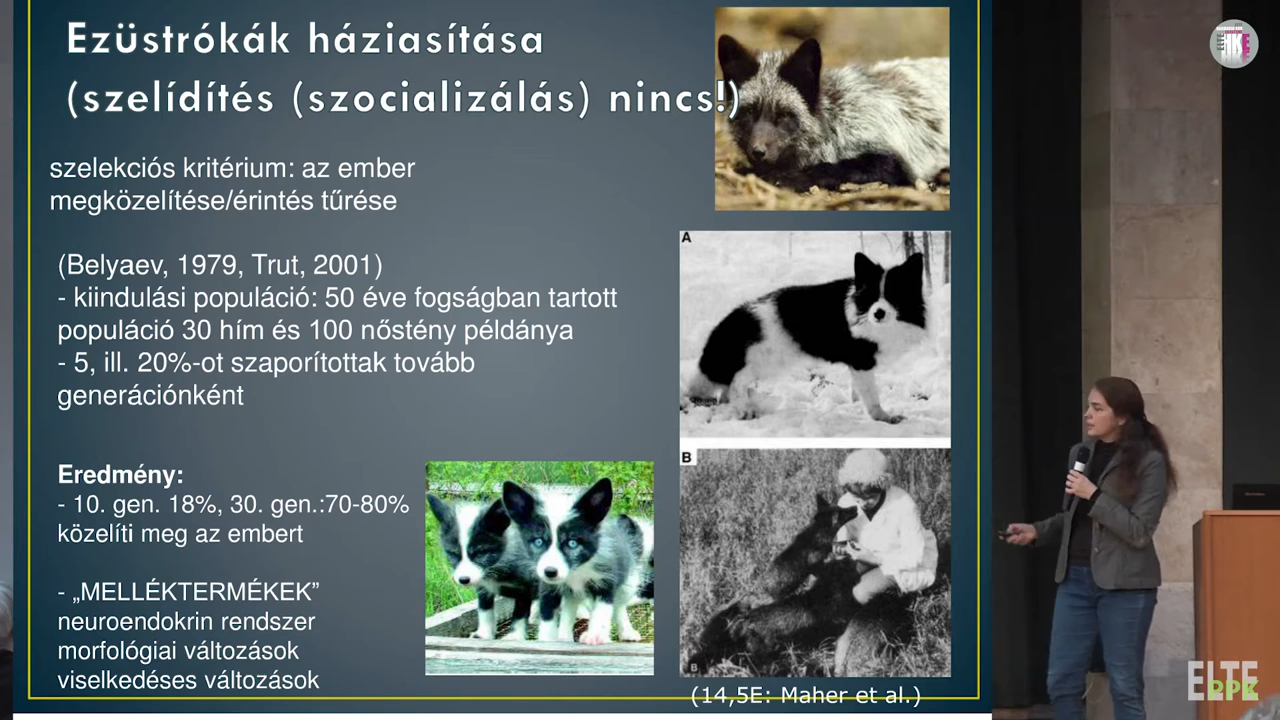 Ezüstrókák háziasítása
(szelídítés (szocializálás) nincs!)
szelekciós kritérium: az ember
megközelítése/érintés tűrése
(Belyaev, 1979, Trut, 2001)
- kiindulási populáció: 50 éve fogságban tartott
populáció 30 hím és 100 nőstény példánya
- 5, ill. 20%-ot szaporítottak tovább
generációnként
Eredmény:
- 10. gen. 18%, 30. gen.:70-80%
közelíti meg az embert
- „MELLÉKTERMÉKEK”
neuroendokrin rendszer
morfológiai változások
viselkedéses változások
A
B
B
(14,5E: Maher et al.)
ELTE
HKE
ELTE
PPK